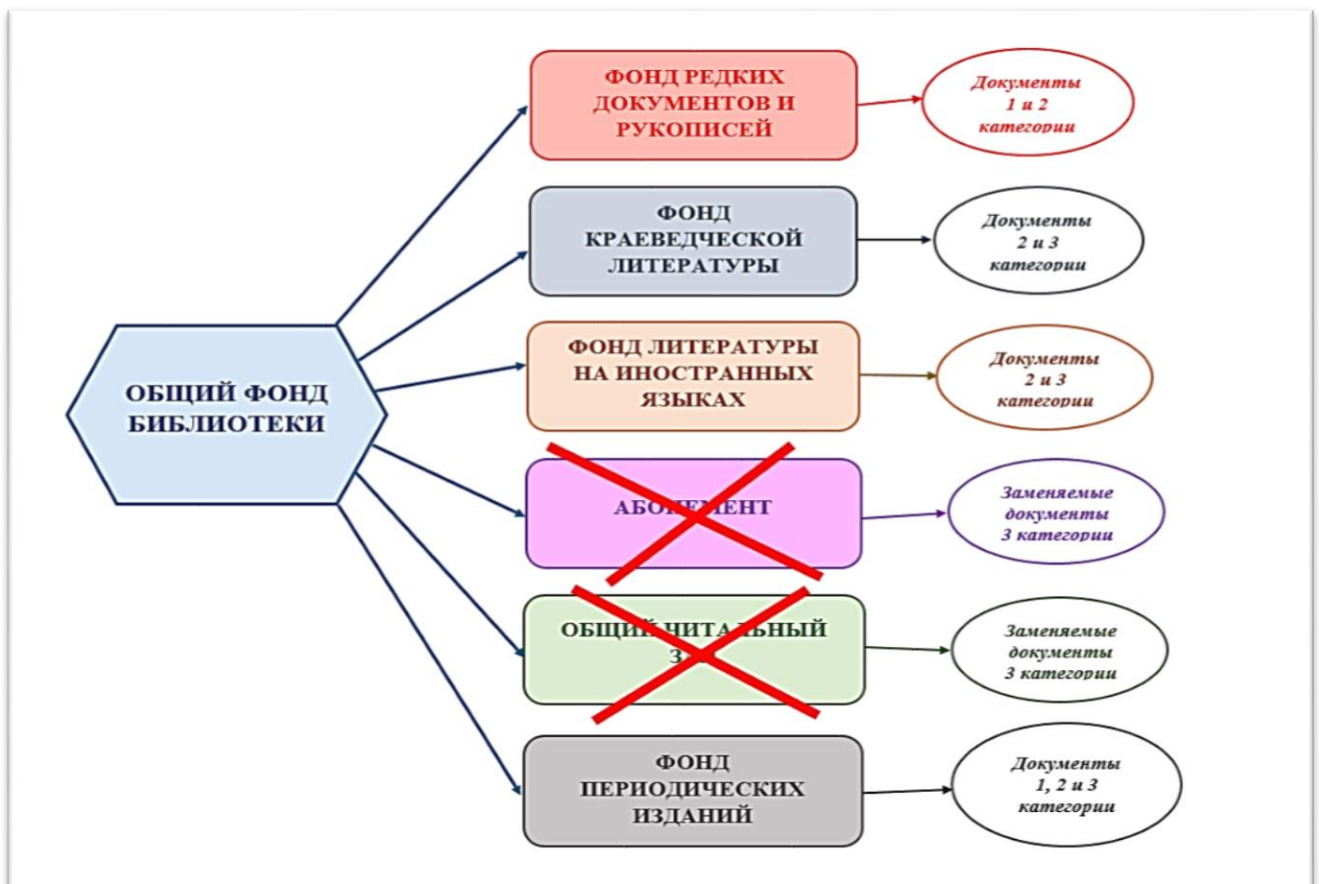 ОБЩИЙ ФОНД
БИБЛИОТЕКИ
ФОНД РЕДКИХ
ДОКУМЕНТОВ И
РУКОПИСЕЙ
Документы
1 и 2
категории
ФОНД
КРАЕВЕДЧЕСКОЙ
ЛИТЕРАТУРЫ
Документы
2 и 3
категории
ФОНД ЛИТЕРАТУРЫ
НА ИНОСТРАННЫХ
ЯЗЫКАХ
Документы
2 и 3
категории
АБОНЕМЕНТ
Заменяемые
документы
3 категории
ОБЩИЙ ЧИТАЛЬНЫЙ
Заменяемые
документы
3 категории
ФОНД
ПЕРИОДИЧЕСКИХ
ИЗДАНИЙ
Документы
1, 2 и 3
категории